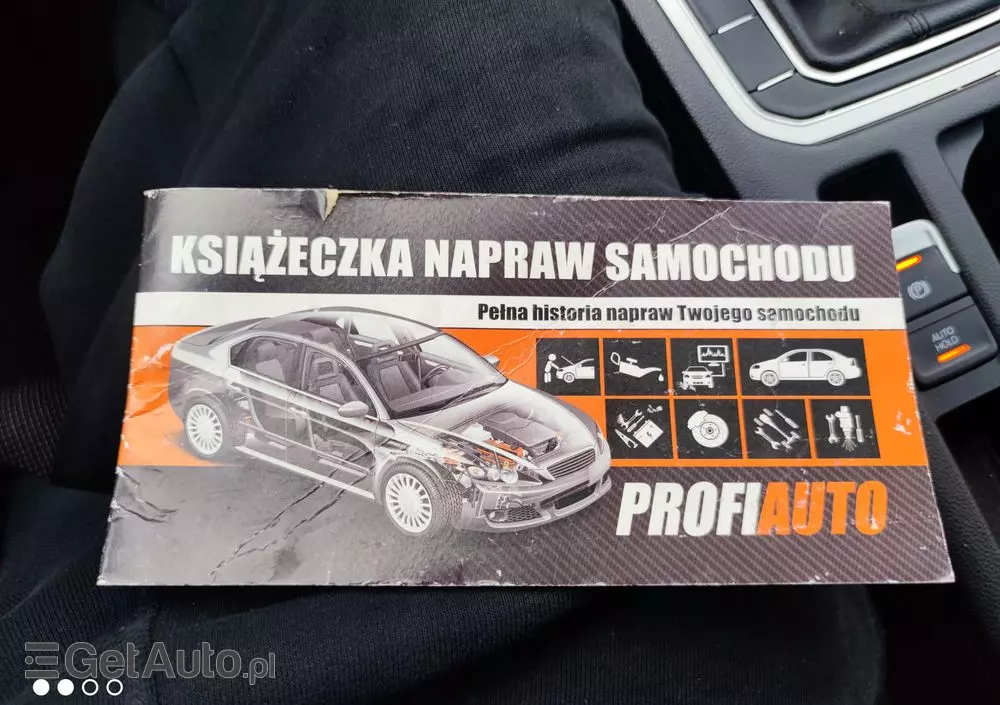 KSIĄŻECZKA NAPRAW SAMOCHODU
Pełna historia napraw Twojego samochodu
PROFIAUTO
P
AUTO
HOLD
GetAuto.pl